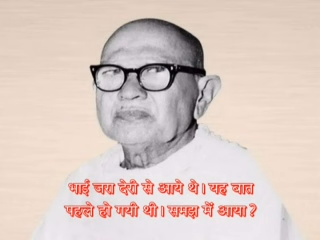 भाई जरा देरी से आये थे। यह बात
पहले हो गयी थी। समझ में आया?